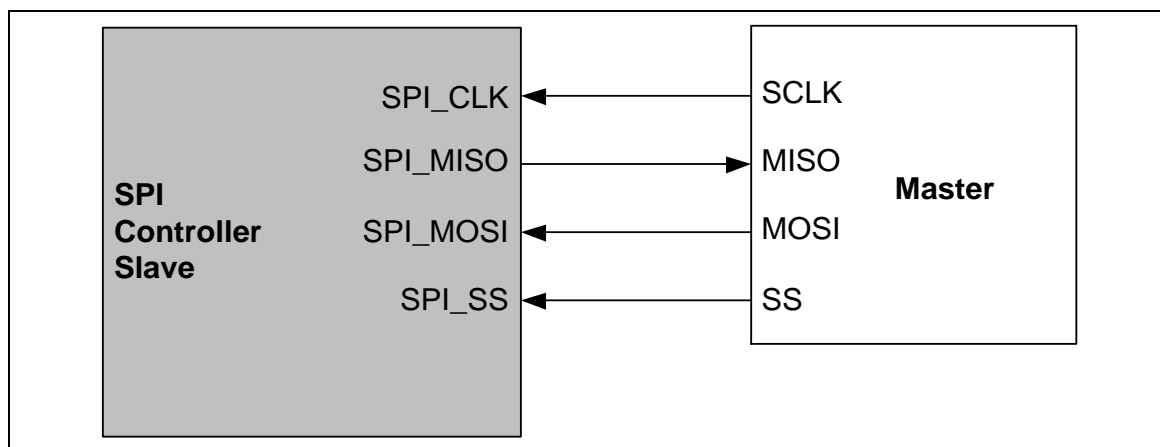 SPI
Controller
Slave
SPI_CLK
SPI_MISO
SPI_MOSI
SPI_SS
SCLK
MISO
MOSI
SS
Master